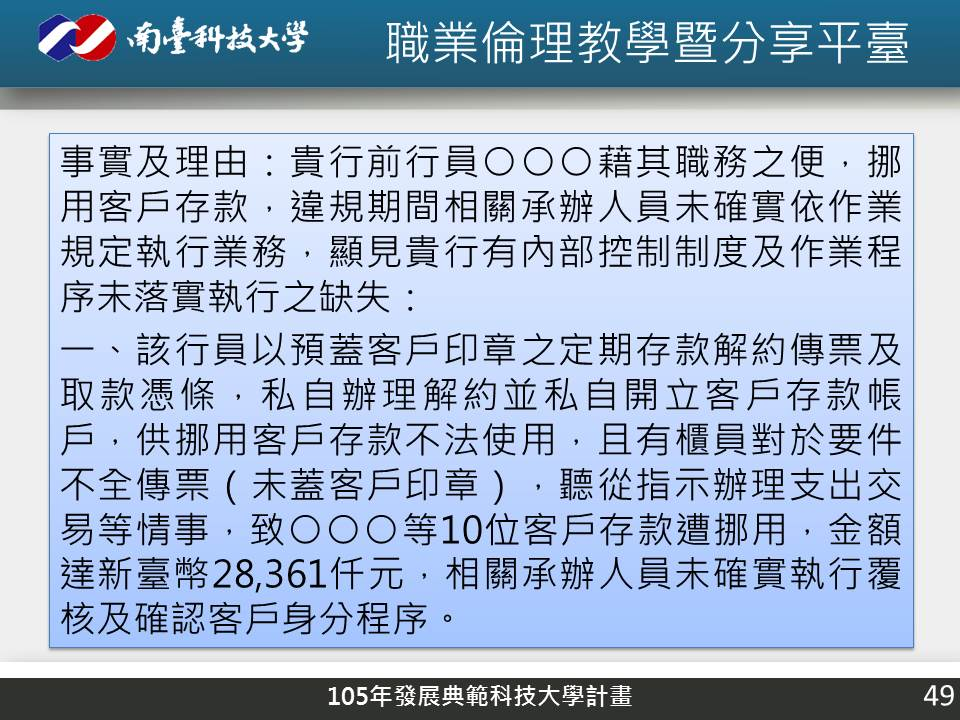 南臺科技大學
職業倫理教學暨分享平臺
事實及理由：貴行前行員○○○藉其職務之便，挪
用客戶存款，違規期間相關承辦人員未確實依作業
規定執行業務，顯見貴行有內部控制制度及作業程
序未落實執行之缺失：
一、該行員以預蓋客戶印章之定期存款解約傳票及
取款憑條，私自辦理解約並私自開立客戶存款帳
戶，供挪用客戶存款不法使用，且有櫃員對於要件
不全傳票（未蓋客戶印章），聽從指示辦理支出交
易等情事，致○○○等10位客戶存款遭挪用，金額
達新臺幣28,361仟元，相關承辦人員未確實執行覆
核及確認客戶身分程序。
105年發展典範科技大學計畫
49